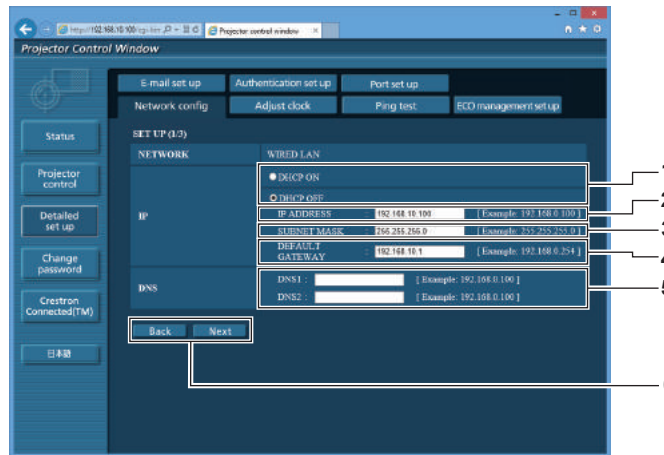 Projector control window
Projector Control Window
E-mail set up
Authentication set up
Port set up
Network config
Adjust clock
Ping test
ECO management set up
Status
Projector control
Detailed set up
Change password
Crestron Connected(TM)
日本語
SET UP (1/3)
NETWORK
WIRED LAN
IP
DHCP ON
DHCP OFF
IP ADDRESS : 192.168.10.100 [ Example: 192.168.0.100 ]
SUBNET MASK : 255.255.255.0 [ Example: 255.255.255.0 ]
DEFAULT GATEWAY : 192.168.10.1 [ Example: 192.168.0.254 ]
DNS
DNS1 : [ Example: 192.168.0.100 ]
DNS2 : [ Example: 192.168.0.100 ]
Back
Next
1
2
3
4
5